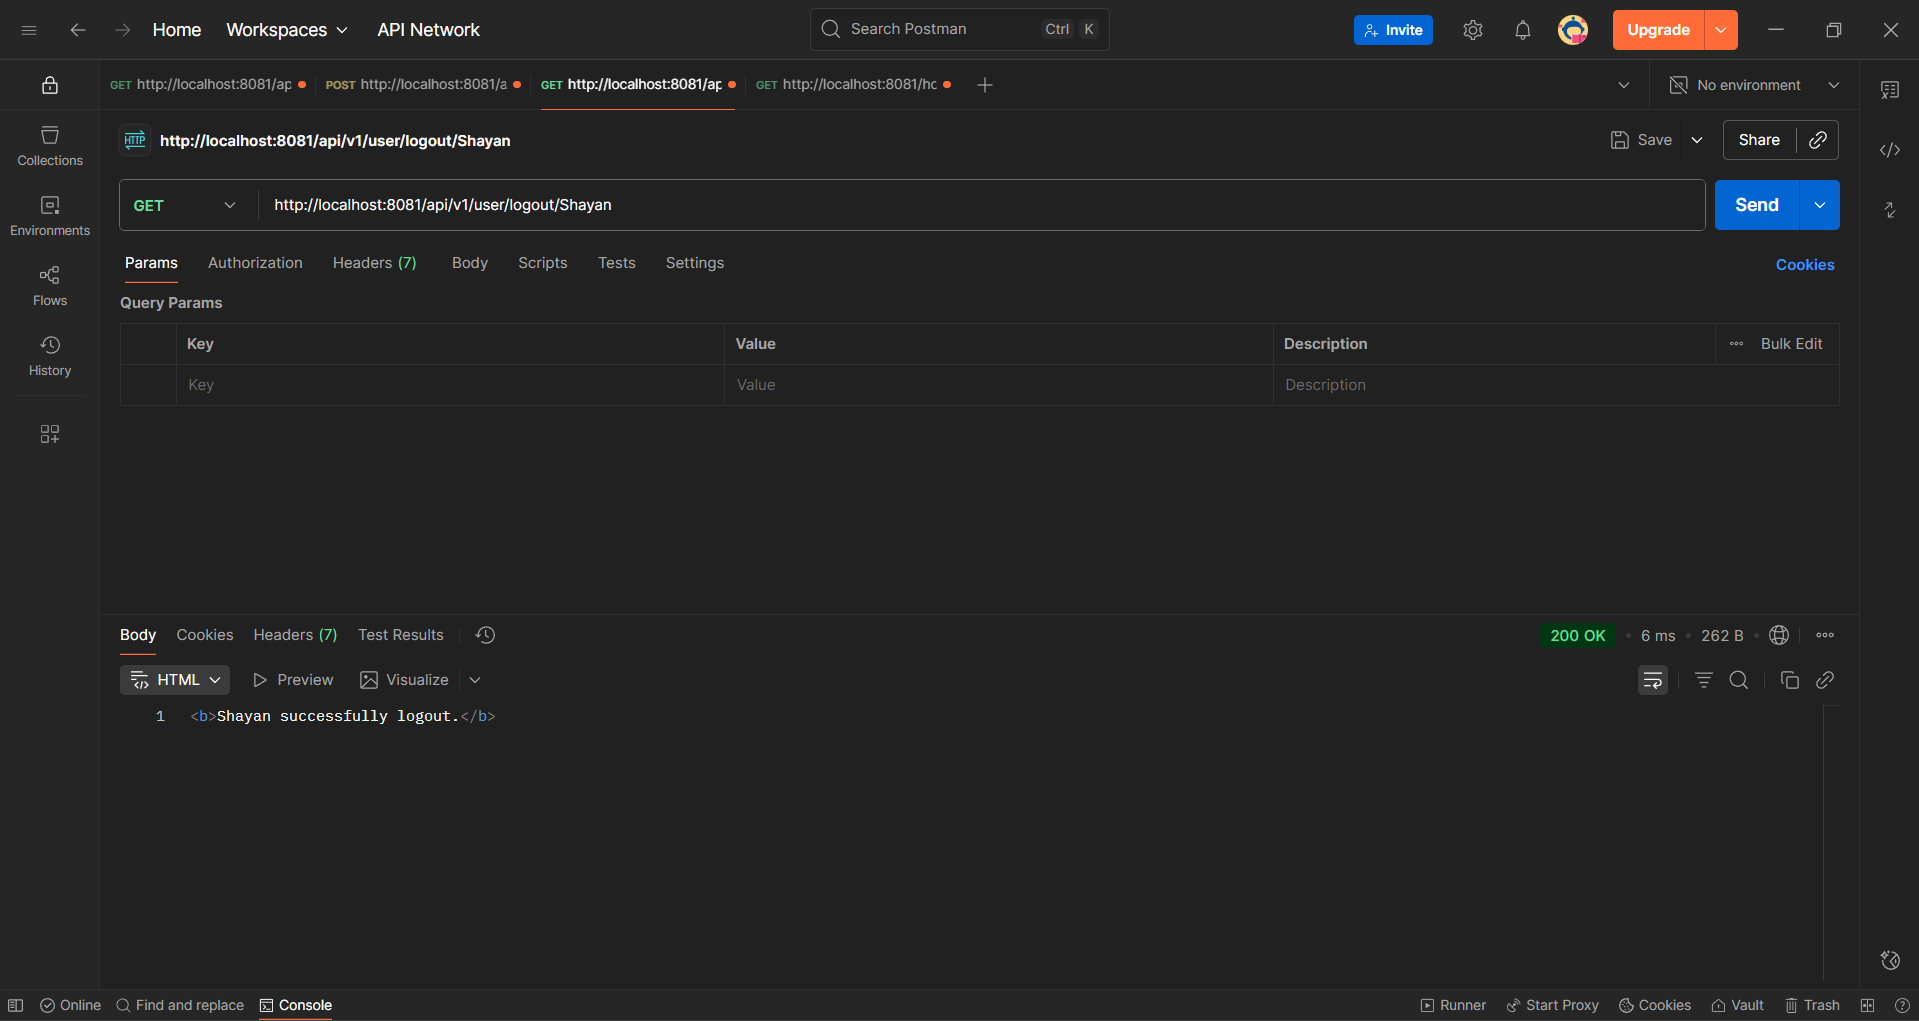 Home Workspaces API Network Search Postman Ctrl K Invite Upgrade
GET http://localhost:8081/ap POST http://localhost:8081/a GET http://localhost:8081/ap GET http://localhost:8081/hc No environment
HTTP http://localhost:8081/api/v1/user/logout/Shayan Save Share
Collections
GET http://localhost:8081/api/v1/user/logout/Shayan Send
Environments
Params Authorization Headers (7) Body Scripts Tests Settings Cookies
Flows
Query Params
Key Value Description Bulk Edit
History
Key Value Description
Body Cookies Headers (7) Test Results 200 OK 6 ms 262 B
HTML Preview Visualize
1 <b>Shayan successfully logout.</b>
Online Find and replace Console Runner Start Proxy Cookies Vault Trash